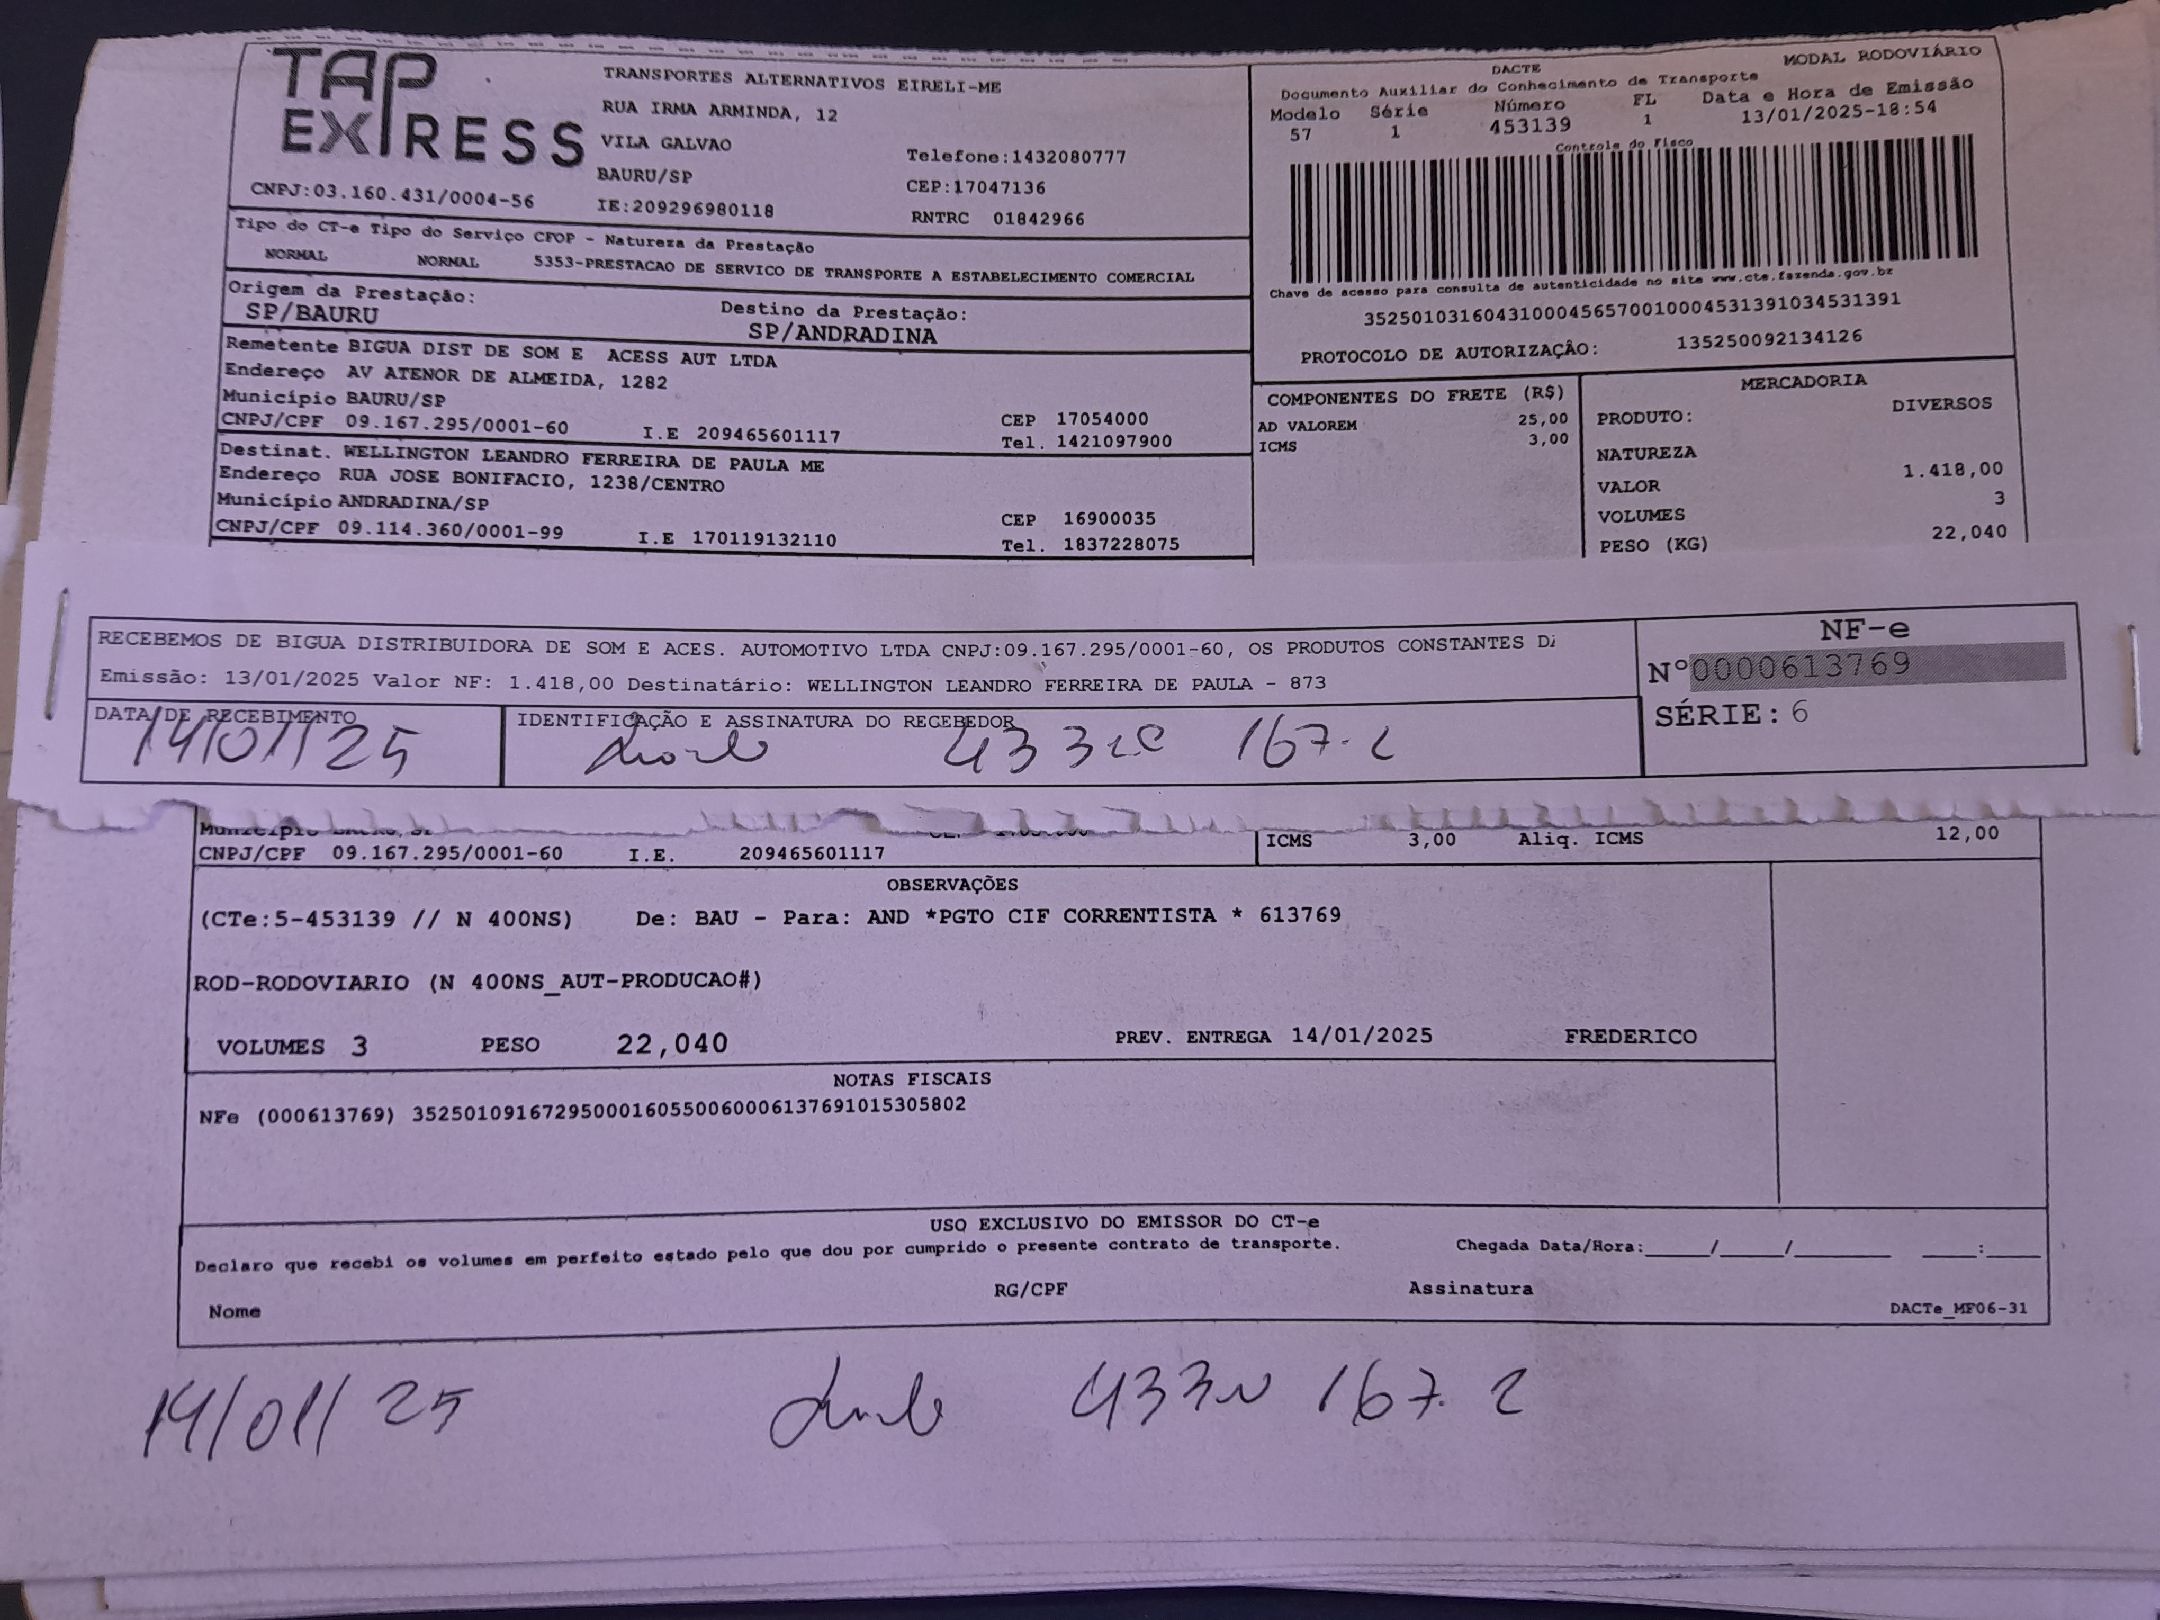 TAP EXPRESS
TRANSPORTES ALTERNATIVOS EIRELI-ME
RUA IRMA ARMINDA, 12
VILA GALVAO
Telefone:1432080777
BAURU/SP
CEP:17047136
CNPJ:03.160.431/0004-56
IE:209296980118
RNTRC 01842966
Tipo do CT-e Tipo do Serviço CFOP - Natureza da Prestação
NORMAL NORMAL 5353-PRESTACAO DE SERVICO DE TRANSPORTE A ESTABELECIMENTO COMERCIAL
Origem da Prestação: Destino da Prestação:
SP/BAURU SP/ANDRADINA
Remetente BIGUA DIST DE SOM E ACESS AUT LTDA
Endereço AV ATENOR DE ALMEIDA, 1282
Município BAURU/SP CEP 17054000
CNPJ/CPF 09.167.295/0001-60 I.E 209465601117 Tel. 1421097900
Destinat. WELLINGTON LEANDRO FERREIRA DE PAULA ME
Endereço RUA JOSE BONIFACIO, 1238/CENTRO
Município ANDRADINA/SP CEP 16900035
CNPJ/CPF 09.114.360/0001-99 I.E 170119132110 Tel. 1837228075
DACTE MODAL RODOVIÁRIO
Documento Auxiliar do Conhecimento de Transporte
Modelo Série Número FL Data e Hora de Emissão
57 1 453139 1 13/01/2025-18:54
Controle do Fisco
Chave de acesso para consulta de autenticidade no site www.cte.fazenda.gov.br
35250103160431000456570010004531391034531391
PROTOCOLO DE AUTORIZAÇÂO: 135250092134126
COMPONENTES DO FRETE (R$)
AD VALOREM 25,00
ICMS 3,00
MERCADORIA
PRODUTO: DIVERSOS
NATUREZA
VALOR 1.418,00
VOLUMES 3
PESO (KG) 22,040
RECEBEMOS DE BIGUA DISTRIBUIDORA DE SOM E ACES. AUTOMOTIVO LTDA CNPJ:09.167.295/0001-60, OS PRODUTOS CONSTANTES
Emissão: 13/01/2025 Valor NF: 1.418,00 Destinatário: WELLINGTON LEANDRO FERREIRA DE PAULA - 873
NF-e
Nº0000613769
SÉRIE: 6
DATA DE RECEBIMENTO IDENTIFICAÇÃO E ASSINATURA DO RECEBEDOR
14/01/25 167.2
Município
CNPJ/CPF 09.167.295/0001-60 I.E. 209465601117
ICMS 3,00 Aliq. ICMS 12,00
OBSERVAÇÕES
(CTe:5-453139 // N 400NS) De: BAU - Para: AND *PGTO CIF CORRENTISTA * 613769
ROD-RODOVIARIO (N 400NS_AUT-PRODUCAO#)
VOLUMES 3 PESO 22,040 PREV. ENTREGA 14/01/2025 FREDERICO
NOTAS FISCAIS
NFe (000613769) 35250109167295000160550060006137691015305802
USO EXCLUSIVO DO EMISSOR DO CT-e
Declaro que recebi os volumes em perfeito estado pelo que dou por cumprido o presente contrato de transporte. Chegada Data/Hora:_____/_____/________ ____:____
Nome RG/CPF Assinatura
DACTe_MF06-31
14/01/25 167.2